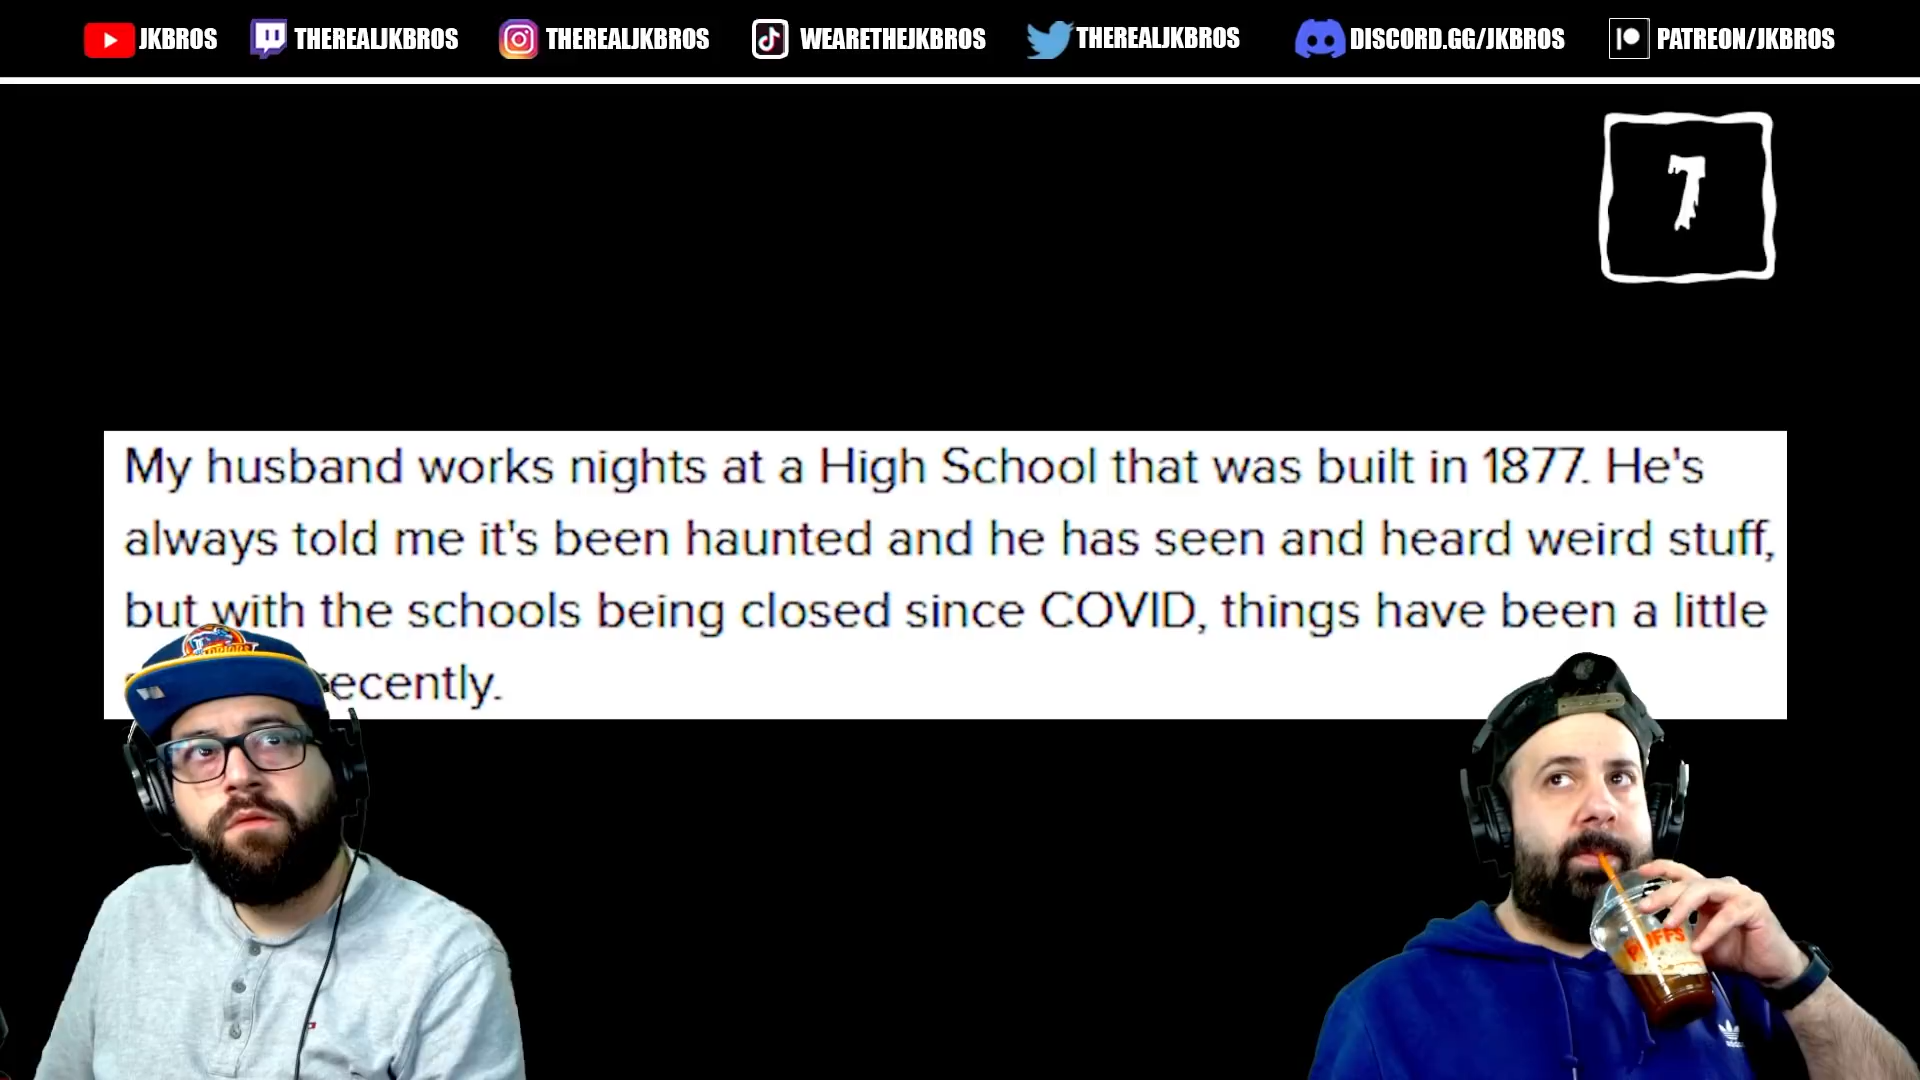 JKBROS THEREALJKBROS THEREALJKBROS WEARETHEJKBROS THEREALJKBROS DISCORD.GG/JKBROS PATREON/JKBROS
7
My husband works nights at a High School that was built in 1877. He's
always told me it's been haunted and he has seen and heard weird stuff,
but with the schools being closed since COVID, things have been a little
recently.